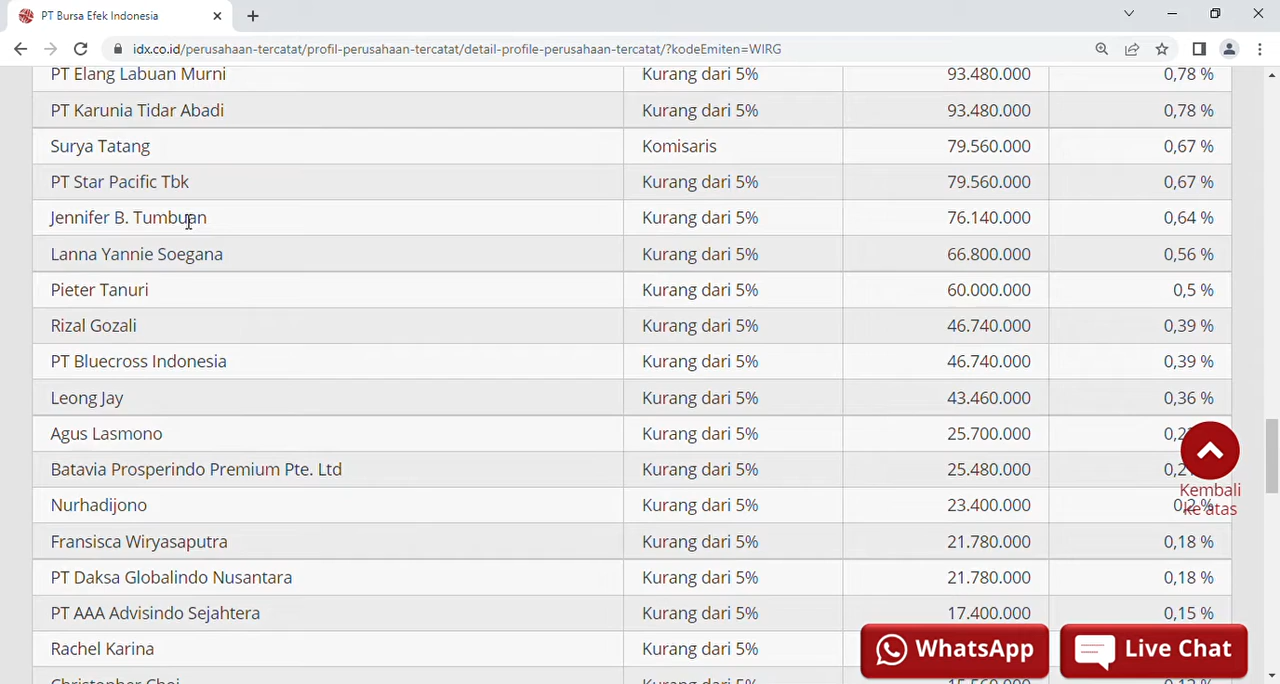 PT Bursa Efek Indonesia
idx.co.id/perusahaan-tercatat/profil-perusahaan-tercatat/detail-profile-perusahaan-tercatat/?kodeEmiten=WIRG
PT Elang Labuan Murni Kurang dari 5% 93.480.000 0,78 %
PT Karunia Tidar Abadi Kurang dari 5% 93.480.000 0,78 %
Surya Tatang Komisaris 79.560.000 0,67 %
PT Star Pacific Tbk Kurang dari 5% 79.560.000 0,67 %
Jennifer B. Tumbuan Kurang dari 5% 76.140.000 0,64 %
Lanna Yannie Soegana Kurang dari 5% 66.800.000 0,56 %
Pieter Tanuri Kurang dari 5% 60.000.000 0,5 %
Rizal Gozali Kurang dari 5% 46.740.000 0,39 %
PT Bluecross Indonesia Kurang dari 5% 46.740.000 0,39 %
Leong Jay Kurang dari 5% 43.460.000 0,36 %
Agus Lasmono Kurang dari 5% 25.700.000
Batavia Prosperindo Premium Pte. Ltd Kurang dari 5% 25.480.000
Kembali
ke atas
Nurhadijono Kurang dari 5% 23.400.000 0,2 %
Fransisca Wiryasaputra Kurang dari 5% 21.780.000 0,18 %
PT Daksa Globalindo Nusantara Kurang dari 5% 21.780.000 0,18 %
PT AAA Advisindo Sejahtera Kurang dari 5% 17.400.000 0,15 %
Rachel Karina Kurang dari 5%
WhatsApp Live Chat